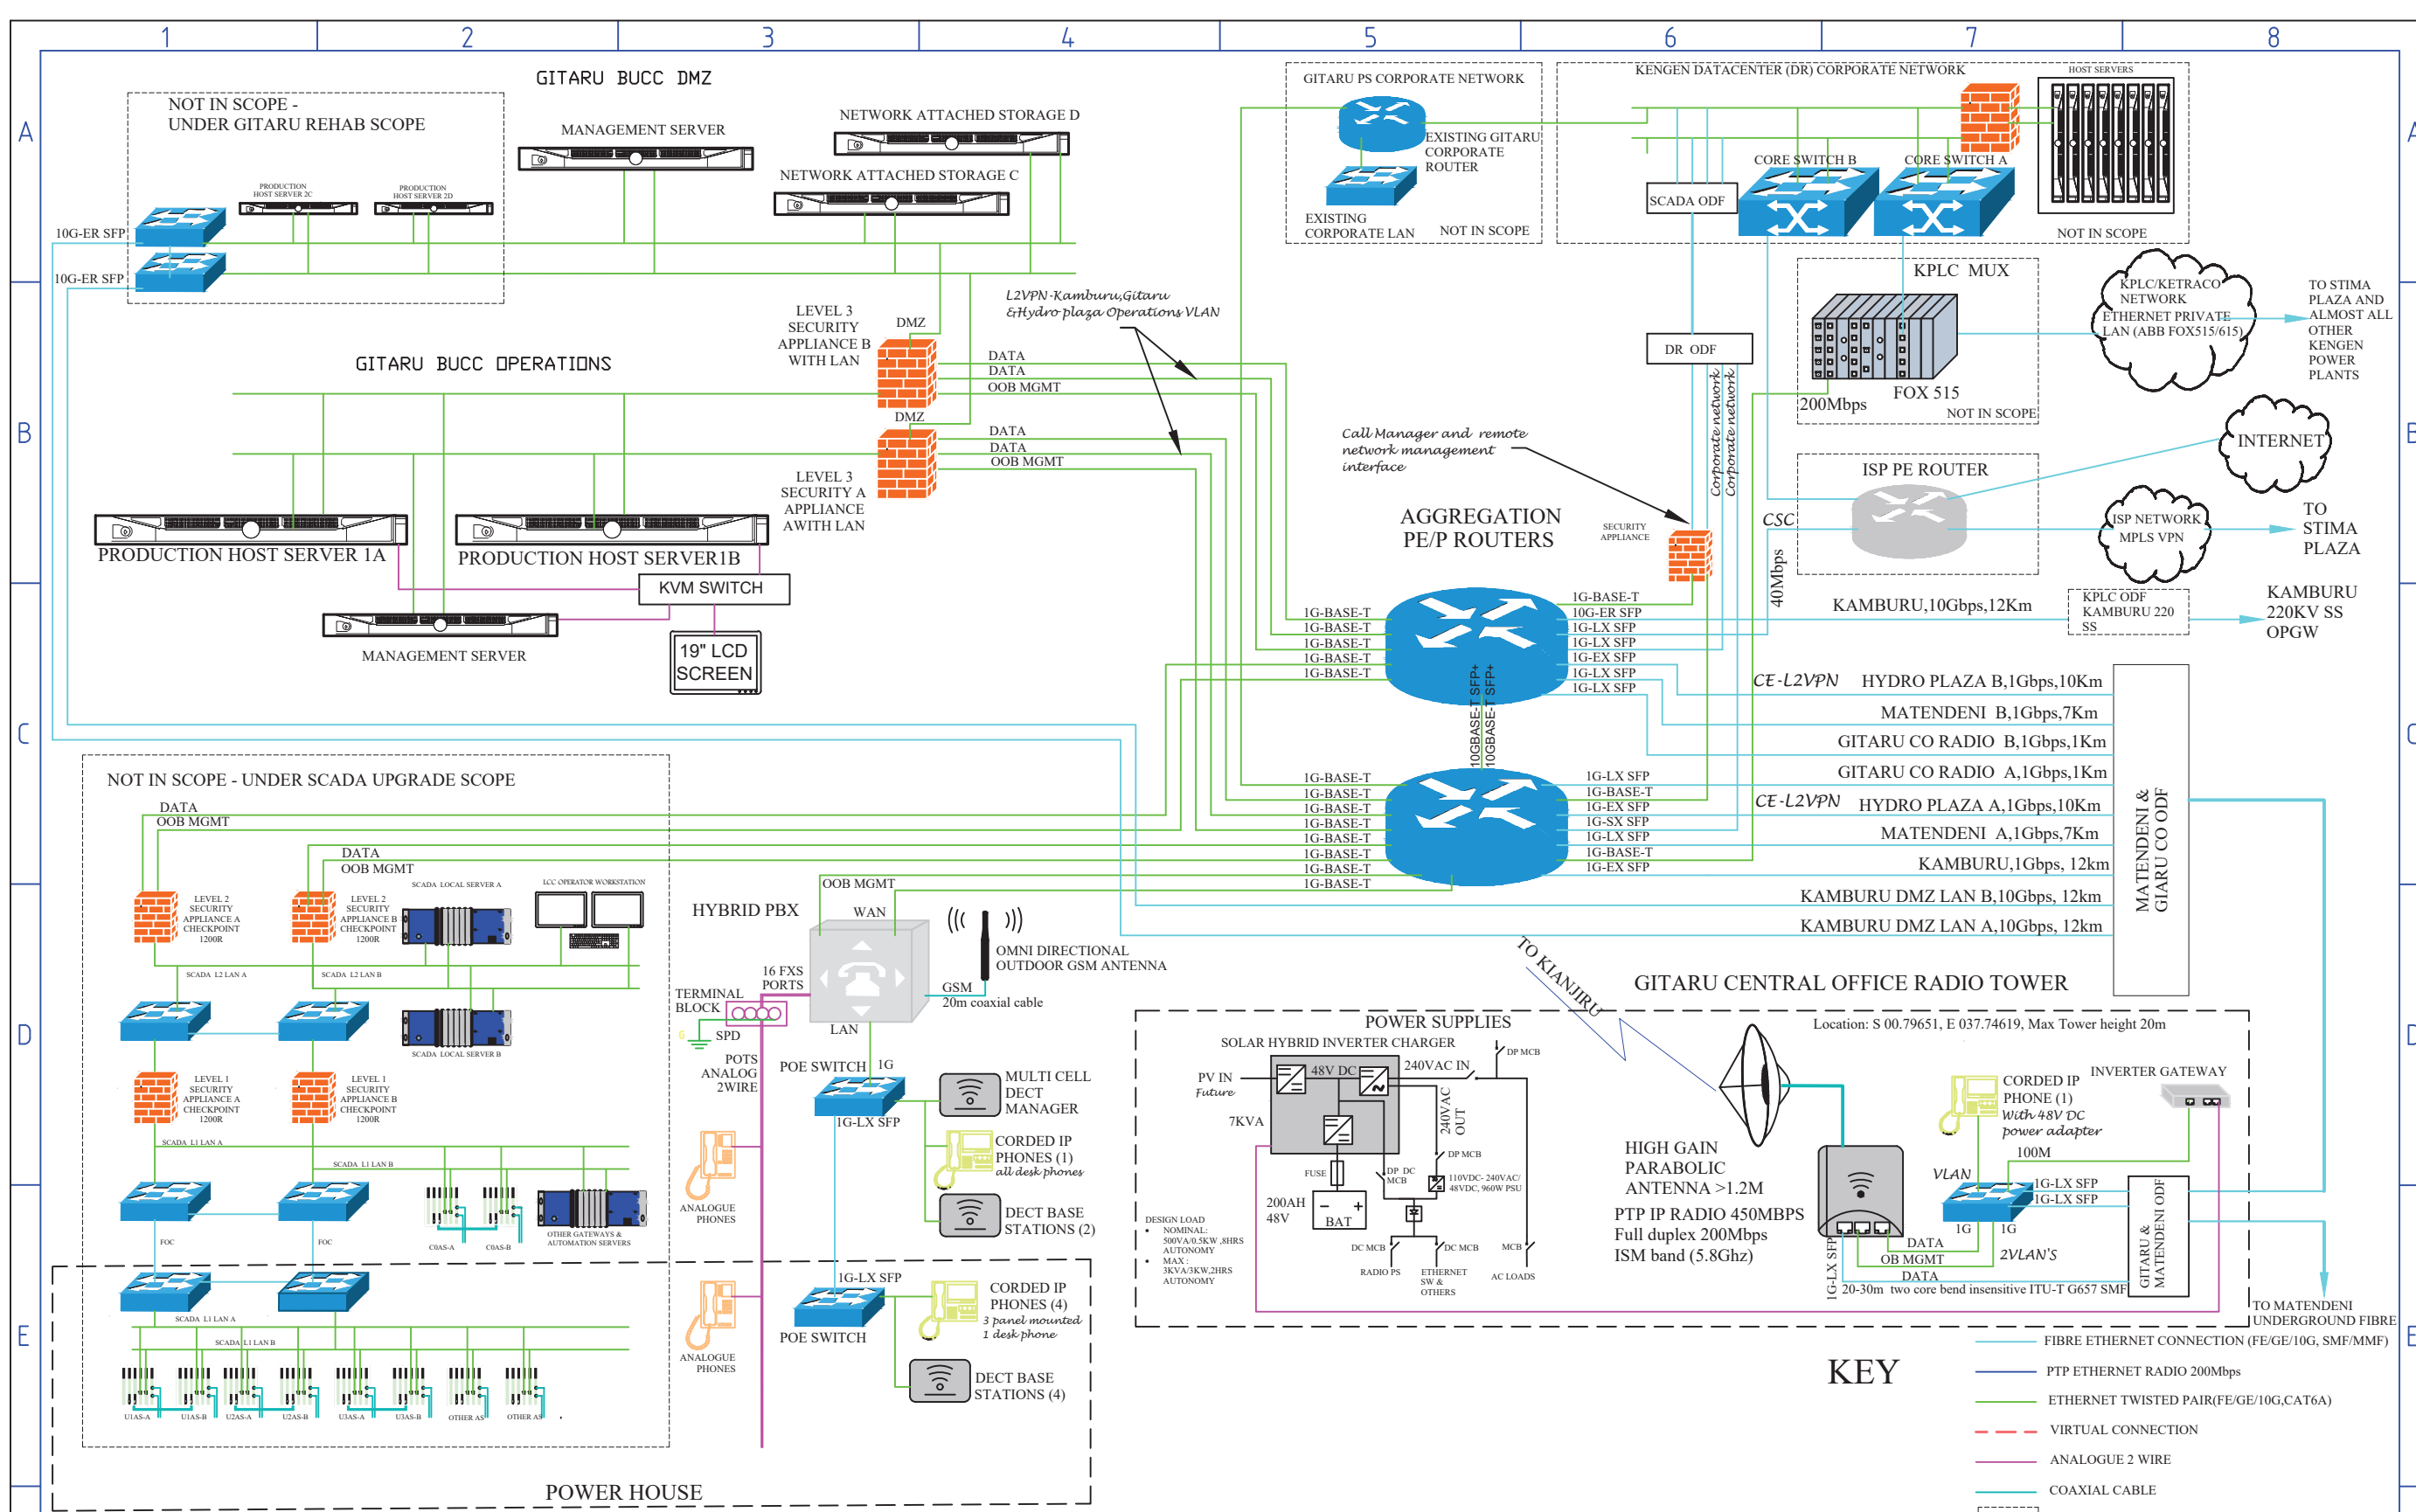 1 2 3 4 5 6 7 8
A
B
C
D
E
GITARU BUCC DMZ
NOT IN SCOPE -
UNDER GITARU REHAB SCOPE
PRODUCTION
HOST SERVER 2C
PRODUCTION
HOST SERVER 2D
10G-ER SFP
10G-ER SFP
MANAGEMENT SERVER
NETWORK ATTACHED STORAGE D
NETWORK ATTACHED STORAGE C
GITARU PS CORPORATE NETWORK
EXISTING GITARU
CORPORATE
ROUTER
EXISTING
CORPORATE LAN
NOT IN SCOPE
KENGEN DATACENTER (DR) CORPORATE NETWORK
HOST SERVERS
CORE SWITCH B
CORE SWITCH A
SCADA ODF
NOT IN SCOPE
KPLC MUX
FOX 515
200Mbps
NOT IN SCOPE
KPLC/KETRACO
NETWORK
ETHERNET PRIVATE
LAN (ABB FOX515/615)
TO STIMA
PLAZA AND
ALMOST ALL
OTHER
KENGEN
POWER
PLANTS
DR ODF
Corporate network
Corporate network
L2VPN-Kamburu,Gitaru
&Hydro plaza Operations VLAN
LEVEL 3
SECURITY
APPLIANCE B
WITH LAN
DMZ
DATA
DATA
OOB MGMT
GITARU BUCC OPERATIONS
DMZ
DATA
DATA
OOB MGMT
LEVEL 3
SECURITY A
APPLIANCE
AWITH LAN
Call Manager and remote
network management
interface
INTERNET
ISP PE ROUTER
ISP NETWORK
MPLS VPN
TO
STIMA
PLAZA
CSC
40Mbps
SECURITY
APPLIANCE
AGGREGATION
PE/P ROUTERS
PRODUCTION HOST SERVER 1A
PRODUCTION HOST SERVER1B
KVM SWITCH
19" LCD
SCREEN
MANAGEMENT SERVER
1G-BASE-T
1G-BASE-T
1G-BASE-T
1G-BASE-T
1G-BASE-T
1G-BASE-T
10G-ER SFP
1G-LX SFP
1G-LX SFP
1G-EX SFP
1G-LX SFP
1G-LX SFP
10GBASE-T SFP+
10GBASE-T SFP+
KAMBURU,10Gbps,12Km
KPLC ODF
KAMBURU 220
SS
KAMBURU
220KV SS
OPGW
CE-L2VPN HYDRO PLAZA B,1Gbps,10Km
MATENDENI B,1Gbps,7Km
GITARU CO RADIO B,1Gbps,1Km
GITARU CO RADIO A,1Gbps,1Km
CE-L2VPN HYDRO PLAZA A,1Gbps,10Km
MATENDENI A,1Gbps,7Km
KAMBURU,1Gbps, 12km
KAMBURU DMZ LAN B,10Gbps, 12km
KAMBURU DMZ LAN A,10Gbps, 12km
MATENDENI &
GIARU CO ODF
1G-BASE-T
1G-BASE-T
1G-BASE-T
1G-BASE-T
1G-BASE-T
1G-BASE-T
1G-BASE-T
1G-BASE-T
1G-LX SFP
1G-BASE-T
1G-EX SFP
1G-SX SFP
1G-LX SFP
1G-BASE-T
1G-EX SFP
NOT IN SCOPE - UNDER SCADA UPGRADE SCOPE
DATA
OOB MGMT
DATA
OOB MGMT
LEVEL 2
SECURITY
APPLIANCE A
CHECKPOINT
1200R
LEVEL 2
SECURITY
APPLIANCE B
CHECKPOINT
1200R
SCADA LOCAL SERVER A
LCC OPERATOR WORKSTATION
SCADA L2 LAN A
SCADA L2 LAN B
SCADA LOCAL SERVER B
LEVEL 1
SECURITY
APPLIANCE A
CHECKPOINT
1200R
LEVEL 1
SECURITY
APPLIANCE B
CHECKPOINT
1200R
SCADA L1 LAN A
SCADA L1 LAN B
FOC
FOC
C0AS-A
C0AS-B
OTHER GATEWAYS &
AUTOMATION SERVERS
SCADA L1 LAN A
SCADA L1 LAN B
U1AS-A
U1AS-B
U2AS-A
U2AS-B
U3AS-A
U3AS-B
OTHER AS
OTHER AS
POWER HOUSE
HYBRID PBX
OOB MGMT
WAN
16 FXS
PORTS
TERMINAL
BLOCK
G
SPD
POTS
ANALOG
2WIRE
LAN
GSM
20m coaxial cable
OMNI DIRECTIONAL
OUTDOOR GSM ANTENNA
POE SWITCH
1G
1G-LX SFP
MULTI CELL
DECT
MANAGER
CORDED IP
PHONES (1)
all desk phones
DECT BASE
STATIONS (2)
ANALOGUE
PHONES
ANALOGUE
PHONES
1G-LX SFP
POE SWITCH
CORDED IP
PHONES (4)
3 panel mounted
1 desk phone
DECT BASE
STATIONS (4)
TO KIANJIRU
GITARU CENTRAL OFFICE RADIO TOWER
POWER SUPPLIES
SOLAR HYBRID INVERTER CHARGER
PV IN
Future
7KVA
48V DC
240VAC IN
240VAC
OUT
DP MCB
DP MCB
FUSE
DP DC
MCB
110VDC- 240VAC/
48VDC, 960W PSU
200AH
48V
BAT
DESIGN LOAD
• NOMINAL:
500VA/0.5KW ,8HRS
AUTONOMY
• MAX :
3KVA/3KW,2HRS
AUTONOMY
DC MCB
DC MCB
MCB
RADIO PS
ETHERNET
SW &
OTHERS
AC LOADS
Location: S 00.79651, E 037.74619, Max Tower height 20m
CORDED IP
PHONE (1)
With 48V DC
power adapter
INVERTER GATEWAY
HIGH GAIN
PARABOLIC
ANTENNA >1.2M
PTP IP RADIO 450MBPS
Full duplex 200Mbps
ISM band (5.8Ghz)
VLAN
100M
1G-LX SFP
1G-LX SFP
1G
1G
2VLAN'S
DATA
OB MGMT
DATA
1G-LX SFP
20-30m two core bend insensitive ITU-T G657 SMF
GITARU &
MATENDENI ODF
TO MATENDENI
UNDERGROUND FIBRE
KEY
FIBRE ETHERNET CONNECTION (FE/GE/10G, SMF/MMF)
PTP ETHERNET RADIO 200Mbps
ETHERNET TWISTED PAIR(FE/GE/10G,CAT6A)
VIRTUAL CONNECTION
ANALOGUE 2 WIRE
COAXIAL CABLE